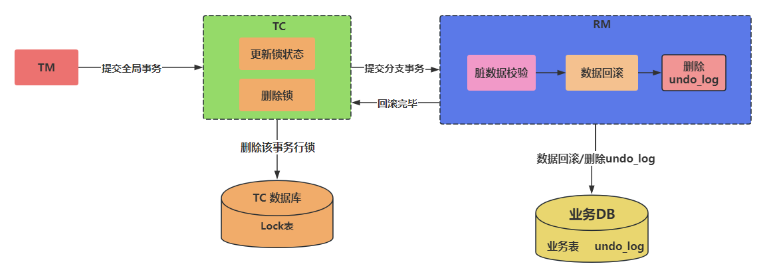 TM
提交全局事务
TC
更新锁状态
删除锁
提交分支事务
回滚完毕
RM
脏数据校验
数据回滚
删除
undo_log
删除该事务行锁
TC 数据库
Lock表
数据回滚/删除undo_log
业务DB
业务表 undo_log